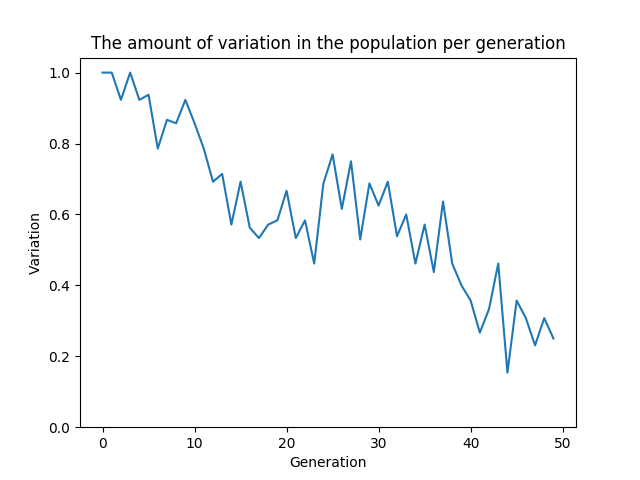 The amount of variation in the population per generation
1.0
0.8
0.6
0.4
0.2
0.0
Variation
0 10 20 30 40 50
Generation